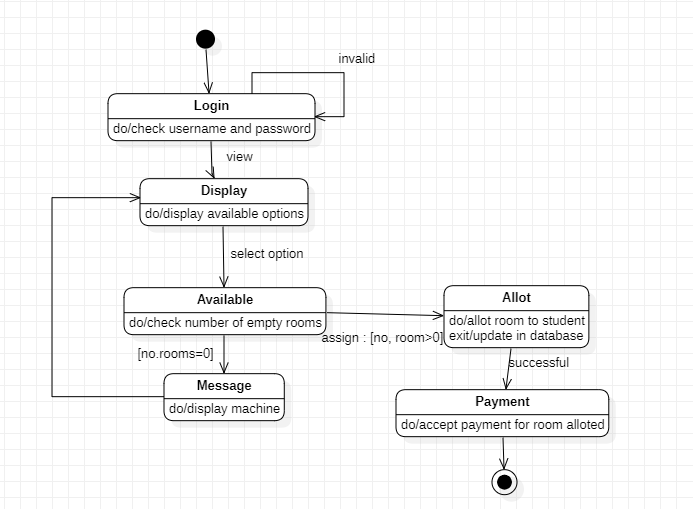 invalid
Login
do/check username and password
view
Display
do/display available options
select option
Available
do/check number of empty rooms
Allot
do/allot room to student
exit/update in database
assign : [no, room>0]
[no.rooms=0]
successful
Message
do/display machine
Payment
do/accept payment for room alloted